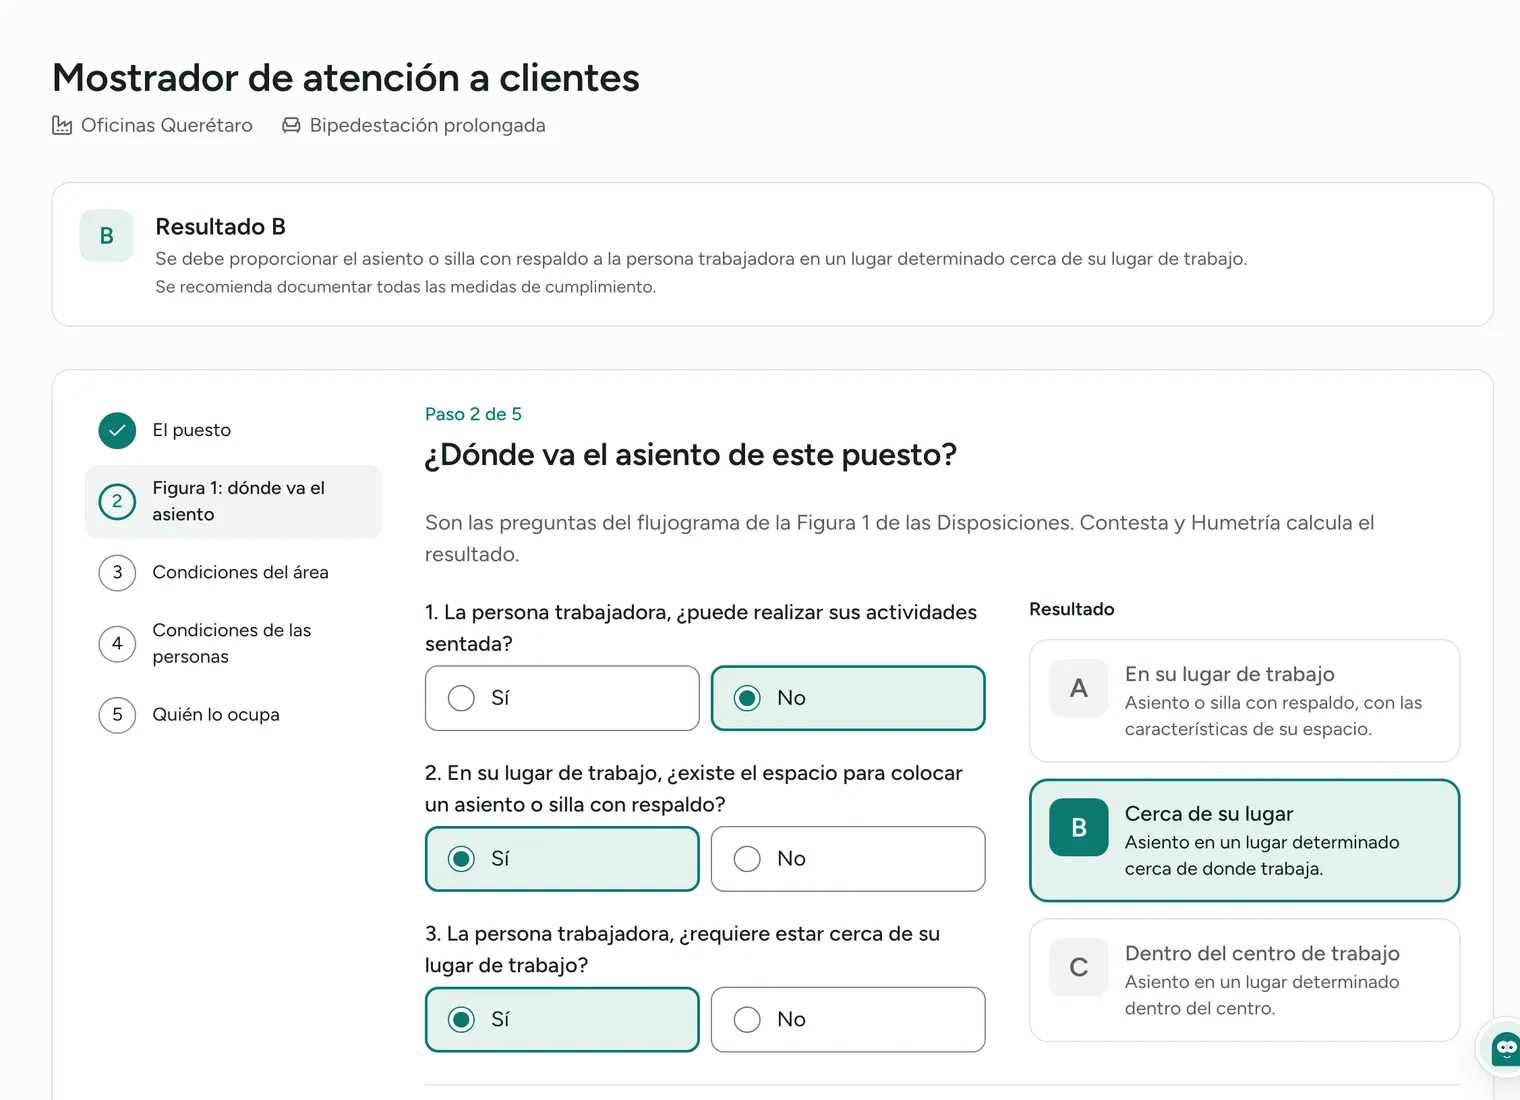 Mostrador de atención a clientes
Oficinas Querétaro
Bipedestación prolongada
B
Resultado B
Se debe proporcionar el asiento o silla con respaldo a la persona trabajadora en un lugar determinado cerca de su lugar de trabajo.
Se recomienda documentar todas las medidas de cumplimiento.
El puesto
2
Figura 1: dónde va el
asiento
3
Condiciones del área
4
Condiciones de las
personas
5
Quién lo ocupa
Paso 2 de 5
¿Dónde va el asiento de este puesto?
Son las preguntas del flujograma de la Figura 1 de las Disposiciones. Contesta y Humetría calcula el
resultado.
1. La persona trabajadora, ¿puede realizar sus actividades
sentada?
Sí
No
2. En su lugar de trabajo, ¿existe el espacio para colocar
un asiento o silla con respaldo?
Sí
No
3. La persona trabajadora, ¿requiere estar cerca de su
lugar de trabajo?
Sí
No
Resultado
A
En su lugar de trabajo
Asiento o silla con respaldo, con las
características de su espacio.
B
Cerca de su lugar
Asiento en un lugar determinado
cerca de donde trabaja.
C
Dentro del centro de trabajo
Asiento en un lugar determinado
dentro del centro.